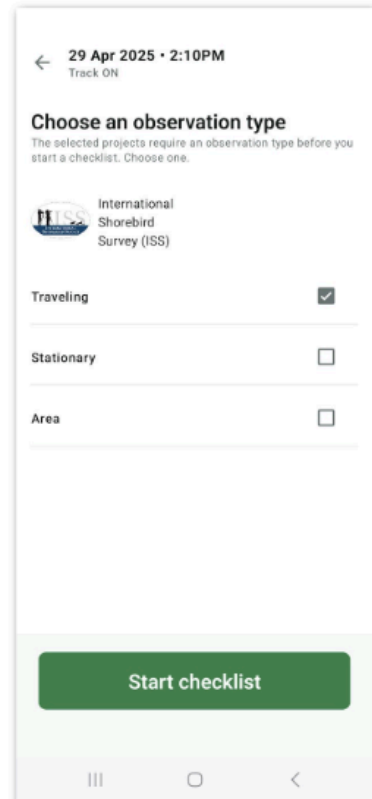 29 Apr 2025 • 2:10PM
Track ON
Choose an observation type
The selected projects require an observation type before you
start a checklist. Choose one.
ISS
International
Shorebird
Survey (ISS)
Traveling
Stationary
Area
Start checklist